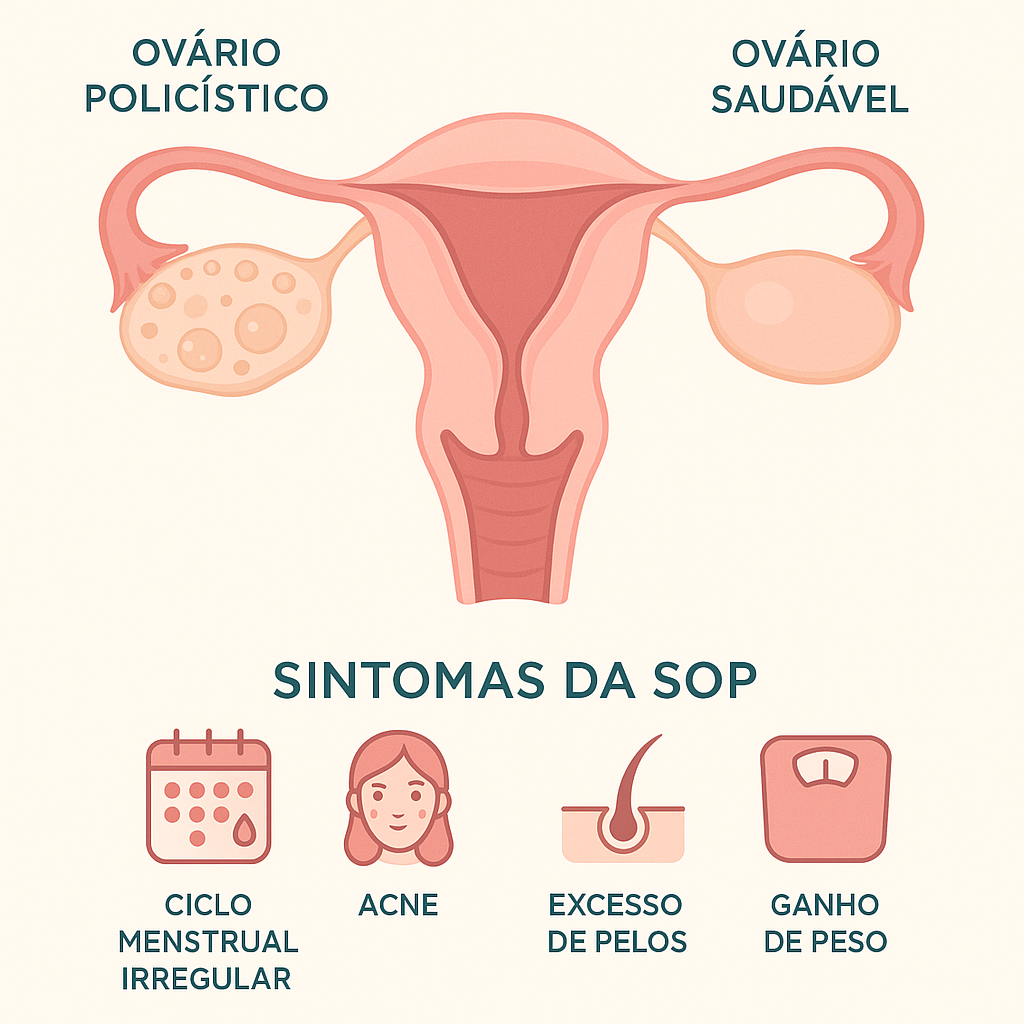 OVÁRIO
POLICÍSTICO
OVÁRIO
SAUDÁVEL
SINTOMAS DA SOP
CICLO
MENSTRUAL
IRREGULAR
ACNE
EXCESSO
DE PELOS
GANHO
DE PESO